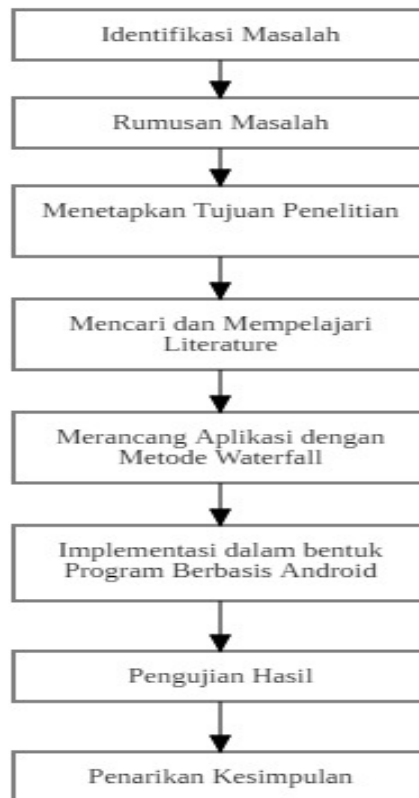 Identifikasi Masalah
Rumusan Masalah
Menetapkan Tujuan Penelitian
Mencari dan Mempelajari
Literature
Merancang Aplikasi dengan
Metode Waterfall
Implementasi dalam bentuk
Program Berbasis Android
Pengujian Hasil
Penarikan Kesimpulan